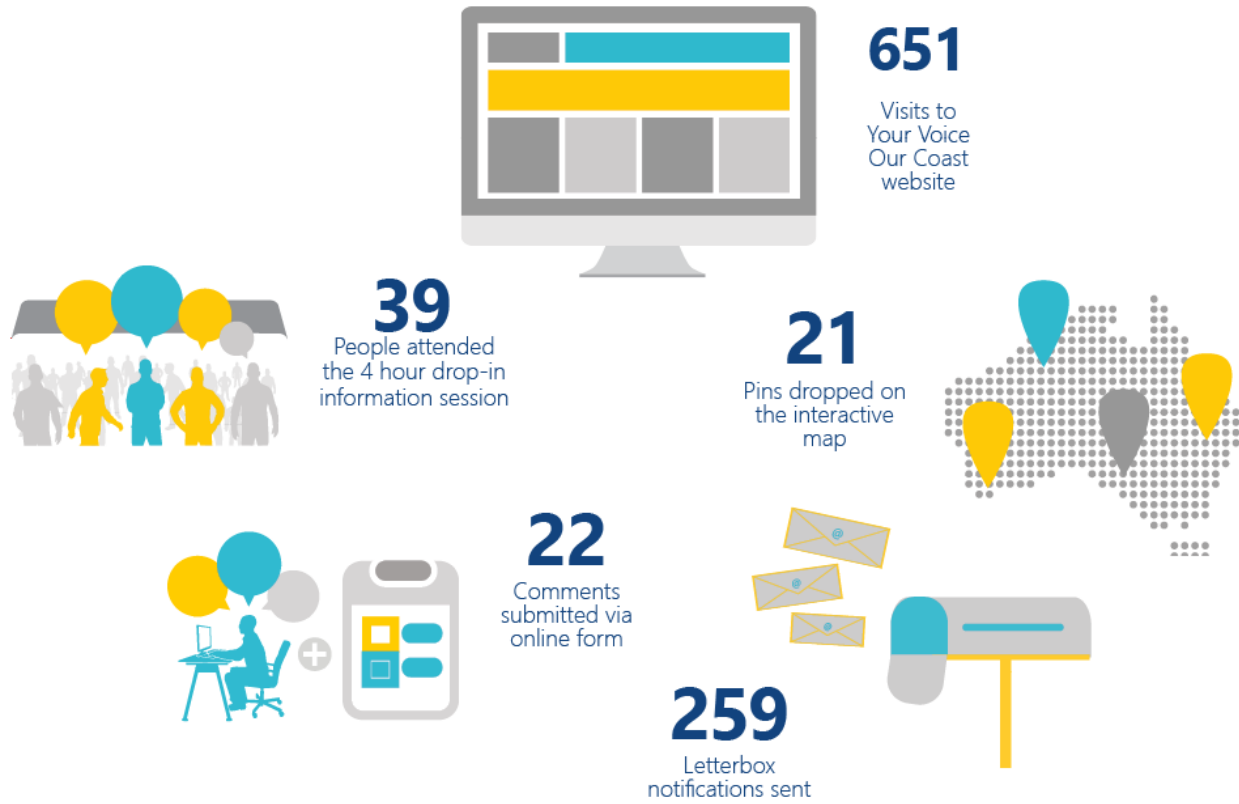 651
Visits to
Your Voice
Our Coast
website
39
People attended
the 4 hour drop-in
information session
21
Pins dropped on
the interactive
map
22
Comments
submitted via
online form
@
@
@
259
Letterbox
notifications sent